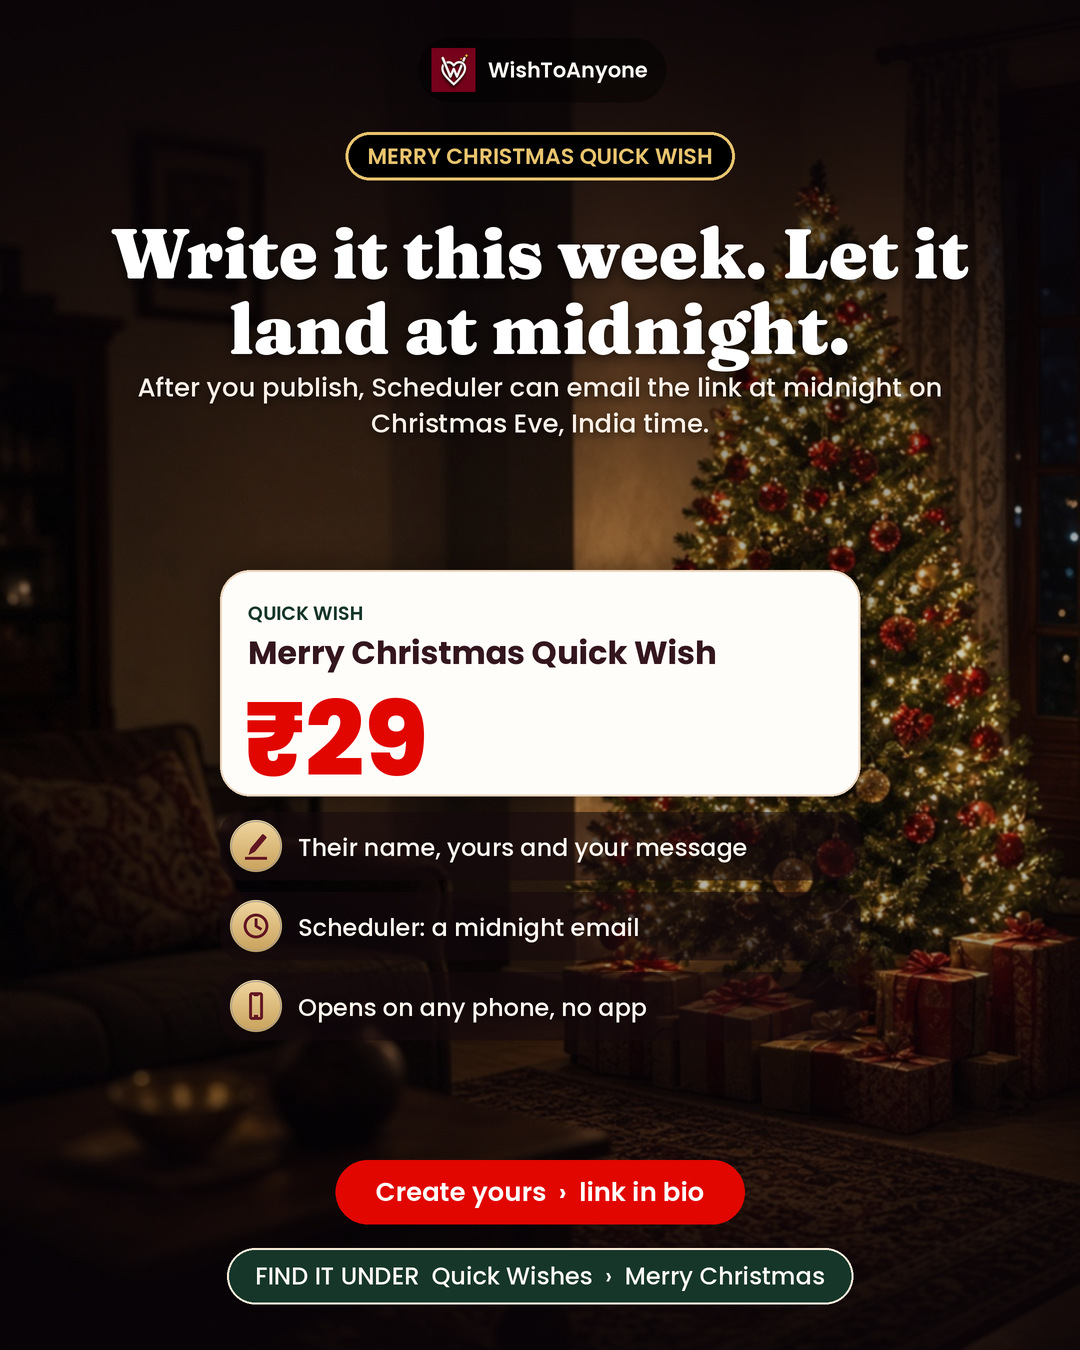 WishToAnyone
MERRY CHRISTMAS QUICK WISH
Write it this week. Let it
land at midnight.
After you publish, Scheduler can email the link at midnight on
Christmas Eve, India time.
QUICK WISH
Merry Christmas Quick Wish
₹29
Their name, yours and your message
Scheduler: a midnight email
Opens on any phone, no app
Create yours › link in bio
FIND IT UNDER Quick Wishes › Merry Christmas